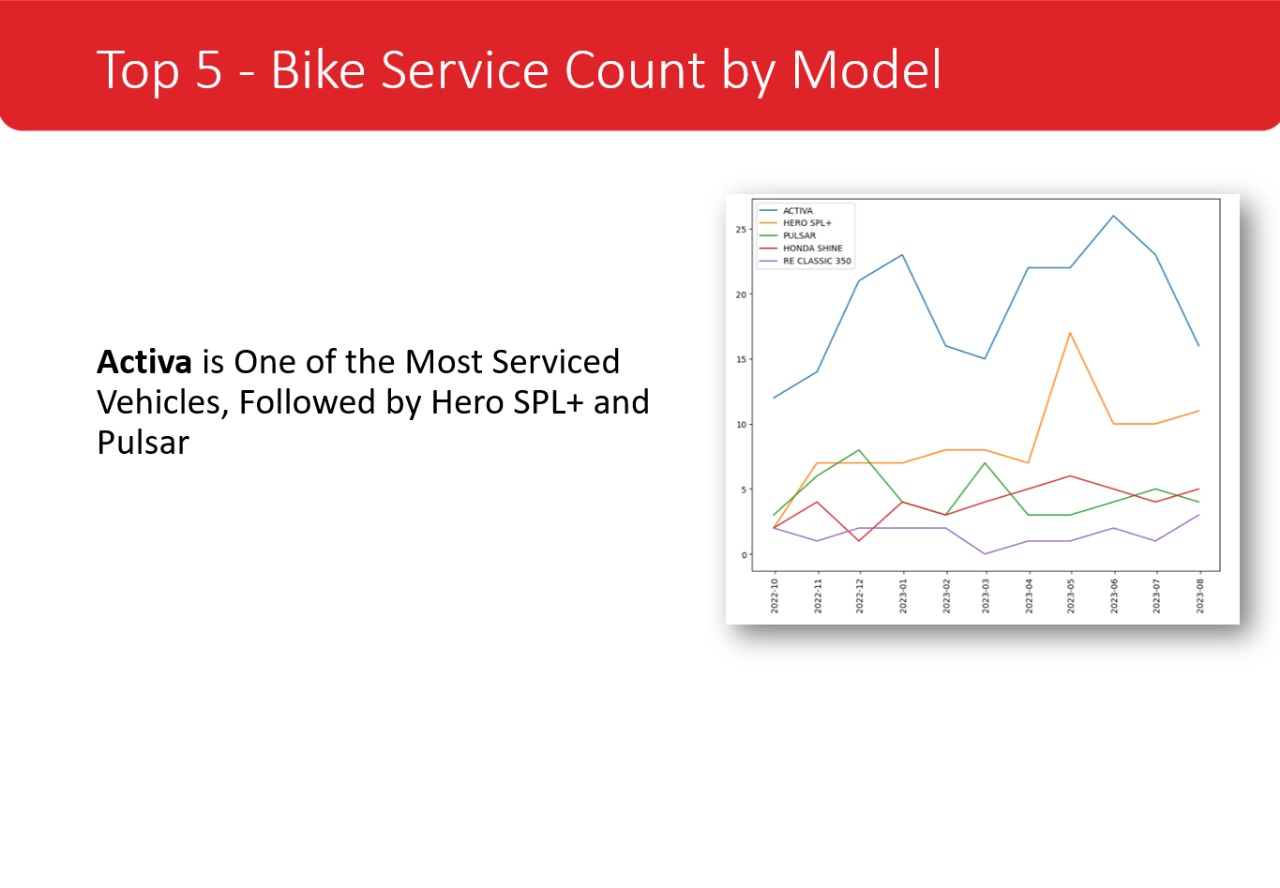 Top 5 - Bike Service Count by Model
Activa is One of the Most Serviced
Vehicles, Followed by Hero SPL+ and
Pulsar
ACTIVA
HERO SPL+
PULSAR
HONDA SHINE
RE CLASSIC 350
25
20
15
10
5
0
2022-10
2022-11
2022-12
2023-01
2023-02
2023-03
2023-04
2023-05
2023-06
2023-07
2023-08